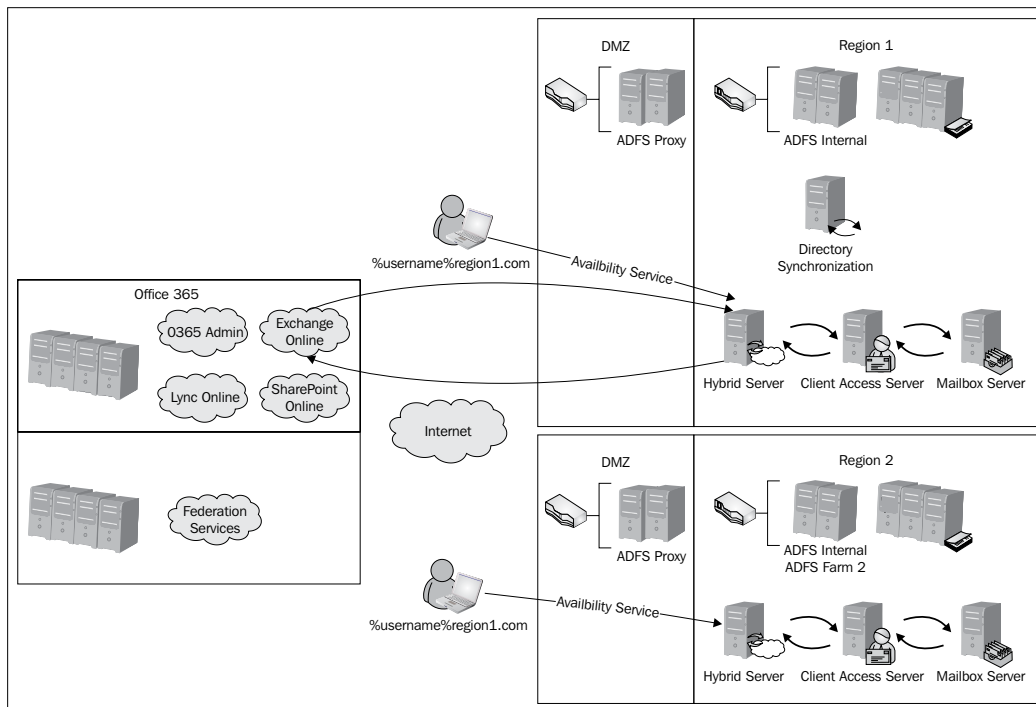 DMZ
Region 1
ADFS Proxy
ADFS Internal
Directory
Synchronization
%username%region1.com
Availbility Service
Office 365
O365 Admin
Exchange
Online
Lync Online
SharePoint
Online
Hybrid Server
Client Access Server
Mailbox Server
Internet
DMZ
Region 2
Federation
Services
ADFS Proxy
ADFS Internal
ADFS Farm 2
%username%region1.com
Availbility Service
Hybrid Server
Client Access Server
Mailbox Server